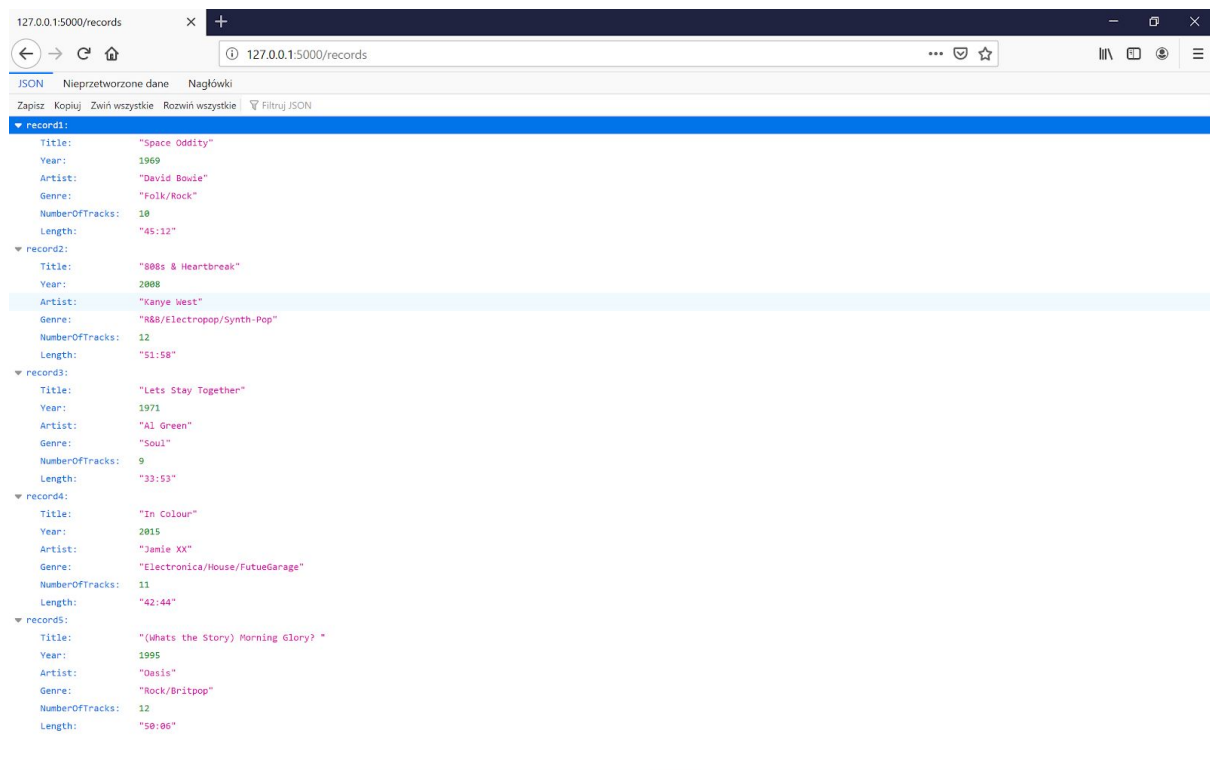 127.0.0.1:5000/records
127.0.0.1:5000/records
JSON Nieprzetworzone dane Nagłówki
Zapisz Kopiuj Zwiń wszystkie Rozwiń wszystkie Filtruj JSON
record1:
Title: "Space Oddity"
Year: 1969
Artist: "David Bowie"
Genre: "Folk/Rock"
NumberOfTracks: 10
Length: "45:12"
record2:
Title: "808s & Heartbreak"
Year: 2008
Artist: "Kanye West"
Genre: "R&B/Electropop/Synth-Pop"
NumberOfTracks: 12
Length: "51:58"
record3:
Title: "Lets Stay Together"
Year: 1971
Artist: "Al Green"
Genre: "Soul"
NumberOfTracks: 9
Length: "33:53"
record4:
Title: "In Colour"
Year: 2015
Artist: "Jamie XX"
Genre: "Electronica/House/FutueGarage"
NumberOfTracks: 11
Length: "42:44"
record5:
Title: "(Whats the Story) Morning Glory? "
Year: 1995
Artist: "Oasis"
Genre: "Rock/Britpop"
NumberOfTracks: 12
Length: "50:06"